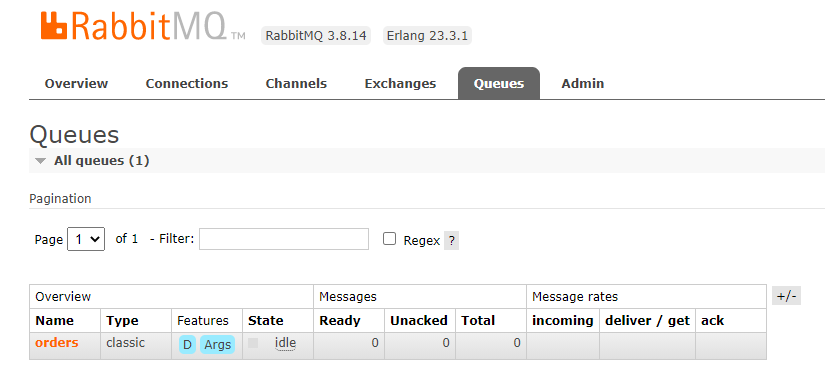 RabbitMQ TM RabbitMQ 3.8.14 Erlang 23.3.1
Overview Connections Channels Exchanges Queues Admin
Queues
All queues (1)
Pagination
Page 1 of 1 - Filter: Regex ?
Overview Messages Message rates +/-
Name Type Features State Ready Unacked Total incoming deliver / get ack
orders classic D Args idle 0 0 0